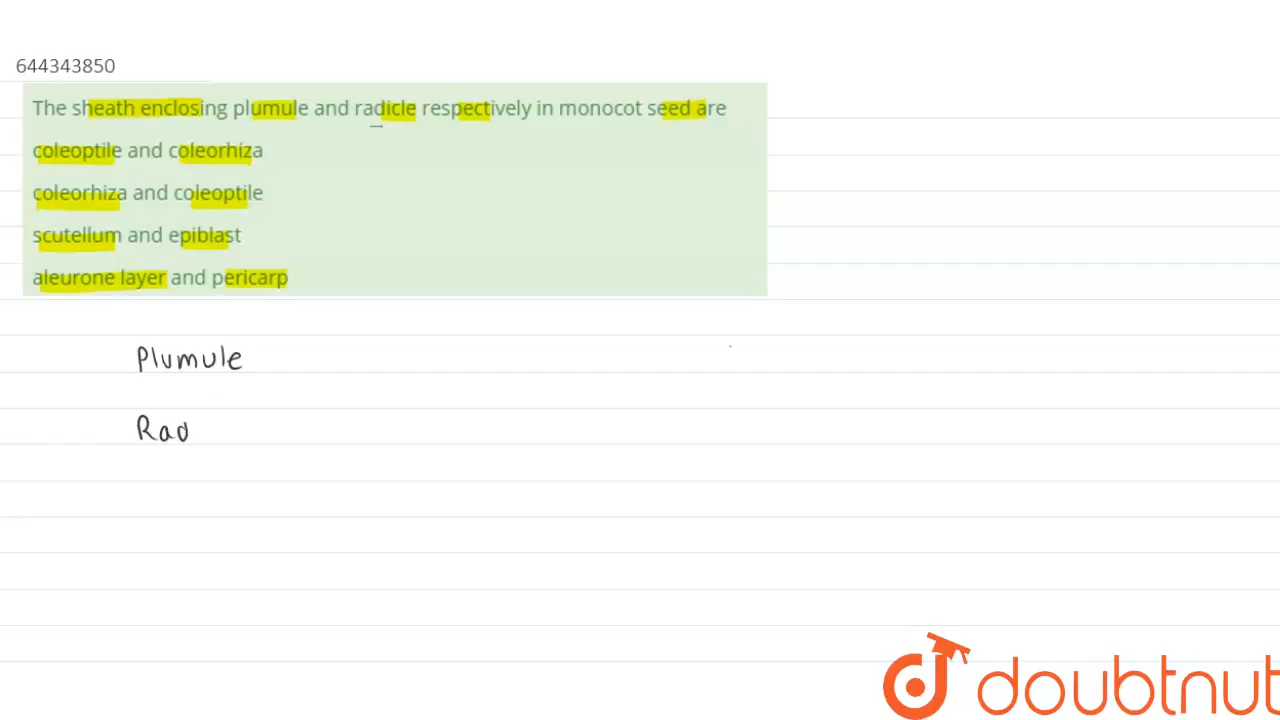 644343850
The sheath enclosing plumule and radicle respectively in monocot seed are
coleoptile and coleorhiza
coleorhiza and coleoptile
scutellum and epiblast
aleurone layer and pericarp
Plumule
Rad
doubtnut